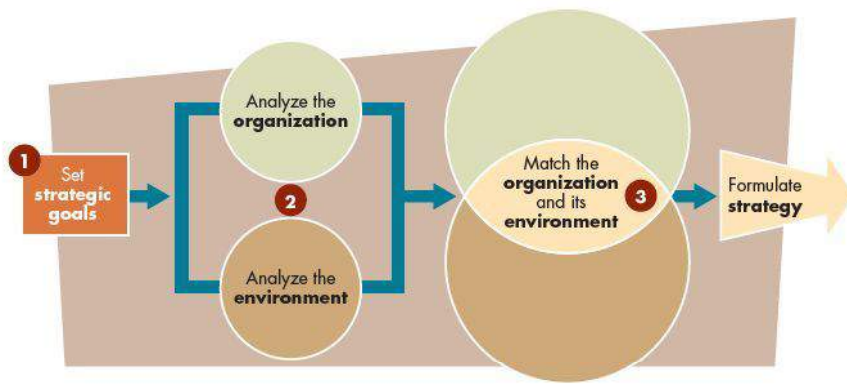 1
Set
strategic
goals
Analyze the
organization
2
Analyze the
environment
Match the
organization
and its
environment
3
Formulate
strategy